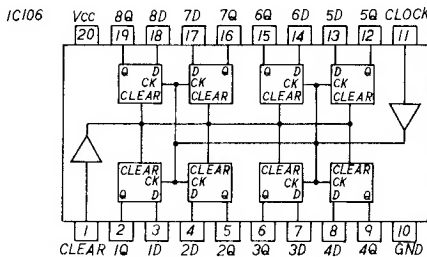 IC106 Vcc 8Q 8D 7D 7Q 6Q 6D 5D 5Q CLOCK
20 19 18 17 16 15 14 13 12 11
Q D D Q Q D D Q
CK CK CK CK
CLEAR CLEAR CLEAR CLEAR
CLEAR CLEAR CLEAR CLEAR
CK CK CK CK
Q D D Q Q D D Q
1 2 3 4 5 6 7 8 9 10
CLEAR 1Q 1D 2D 2Q 3Q 3D 4D 4Q GND